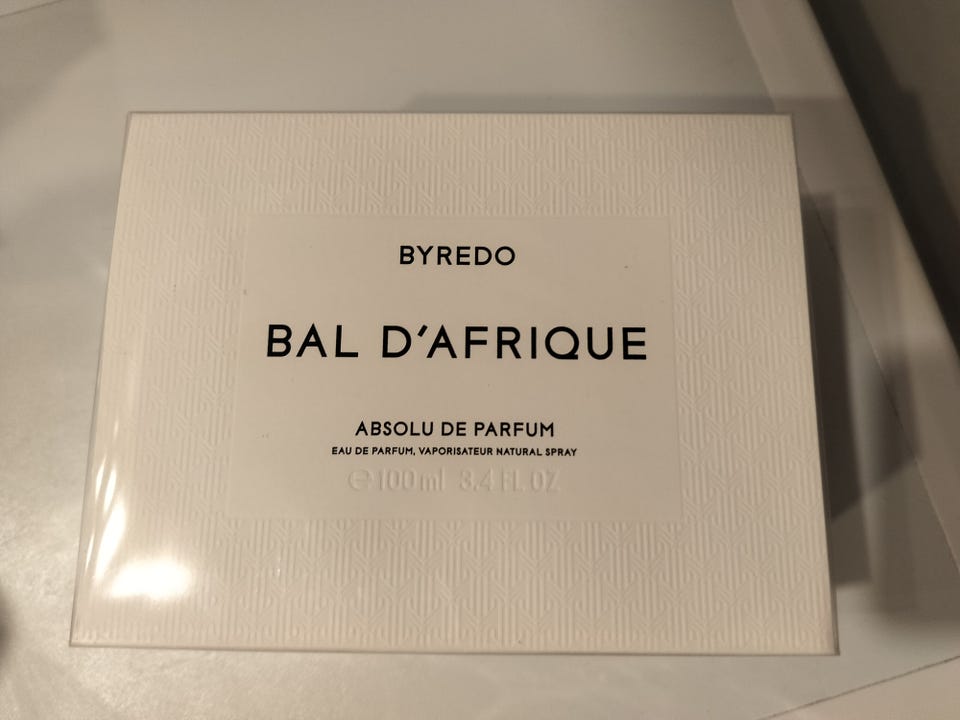 BYREDO
BAL D'AFRIQUE
ABSOLU DE PARFUM
EAU DE PARFUM, VAPORISATEUR NATURAL SPRAY
℮ 100 ml 3.4 FL OZ